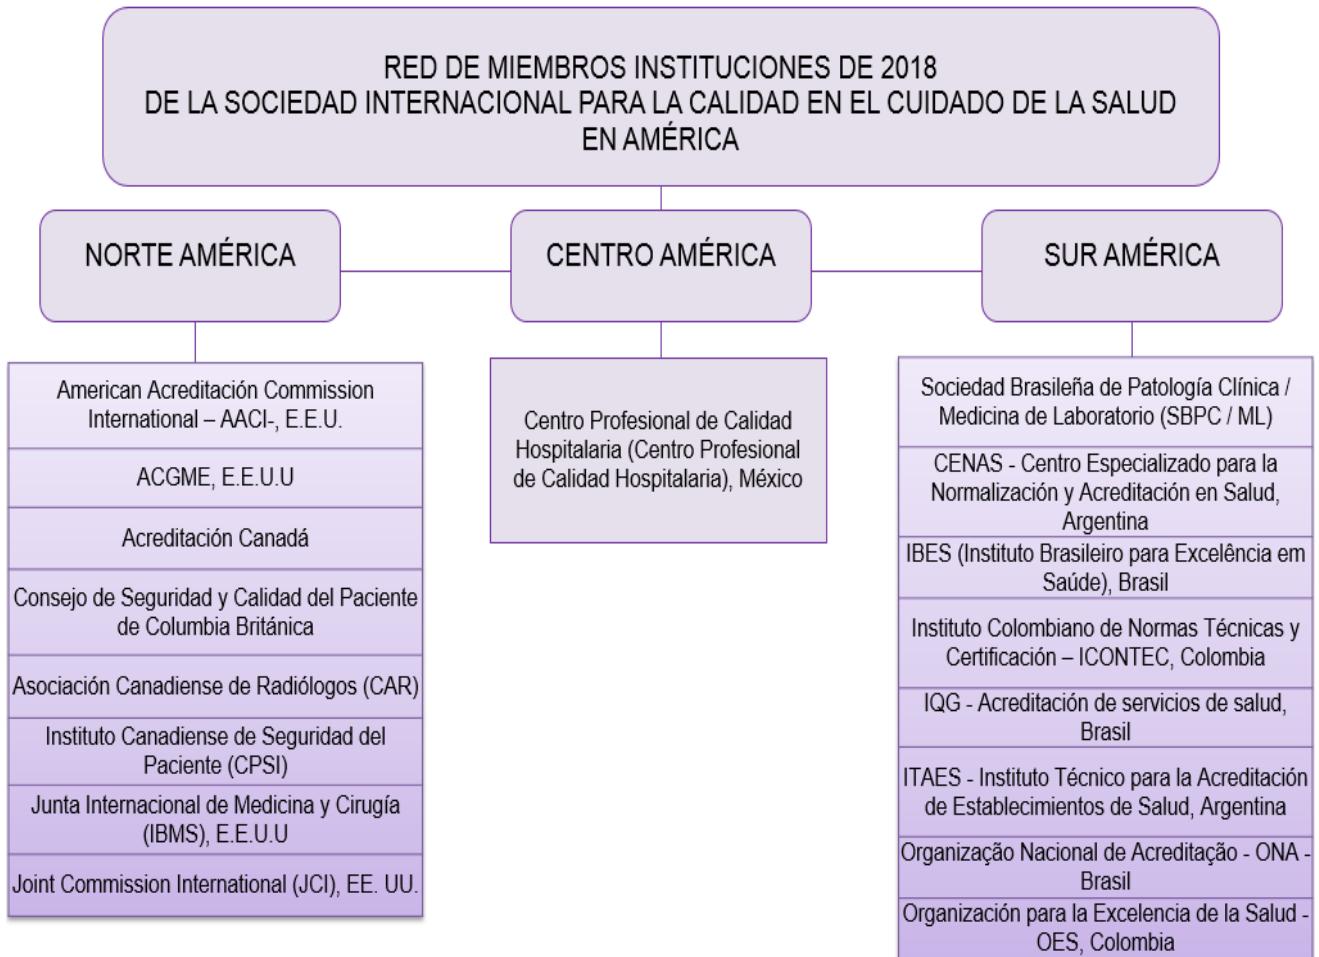 RED DE MIEMBROS INSTITUCIONES DE 2018
DE LA SOCIEDAD INTERNACIONAL PARA LA CALIDAD EN EL CUIDADO DE LA SALUD
EN AMÉRICA
NORTE AMÉRICA
American Acreditación Commission
International – AACI-, E.E.U.
ACGME, E.E.U.U
Acreditación Canadá
Consejo de Seguridad y Calidad del Paciente
de Columbia Británica
Asociación Canadiense de Radiólogos (CAR)
Instituto Canadiense de Seguridad del
Paciente (CPSI)
Junta Internacional de Medicina y Cirugía
(IBMS), E.E.U.U
Joint Commission International (JCI), EE. UU.
CENTRO AMÉRICA
Centro Profesional de Calidad
Hospitalaria (Centro Profesional
de Calidad Hospitalaria), México
SUR AMÉRICA
Sociedad Brasileña de Patología Clínica /
Medicina de Laboratorio (SBPC / ML)
CENAS - Centro Especializado para la
Normalización y Acreditación en Salud,
Argentina
IBES (Instituto Brasileiro para Excelência em
Saúde), Brasil
Instituto Colombiano de Normas Técnicas y
Certificación – ICONTEC, Colombia
IQG - Acreditación de servicios de salud,
Brasil
ITAES - Instituto Técnico para la Acreditación
de Establecimientos de Salud, Argentina
Organização Nacional de Acreditação - ONA -
Brasil
Organización para la Excelencia de la Salud -
OES, Colombia